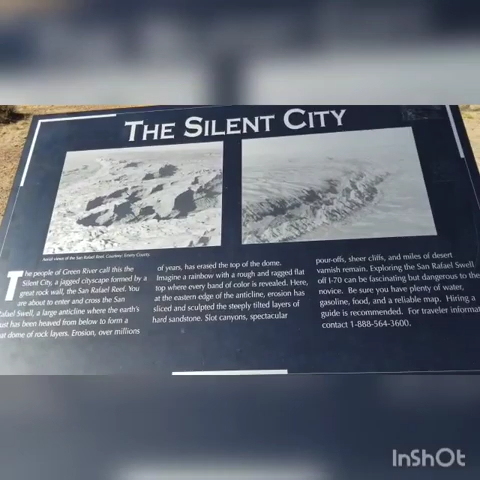 THE SILENT CITY
Aerial views of the San Rafael Reef. Courtesy Emery County.
The people of Green River call this the
Silent City, a jagged cityscape formed by a
great rock wall, the San Rafael Reef. You
are about to enter and cross the San
Rafael Swell, a large anticline where the earth's
ust has been heaved from below to form a
at dome of rock layers. Erosion, over millions
of years, has erased the top of the dome.
Imagine a rainbow with a rough and ragged flat
top where every band of color is revealed. Here,
at the eastern edge of the anticline, erosion has
sliced and sculpted the steeply tilted layers of
hard sandstone. Slot canyons, spectacular
pour-offs, sheer cliffs, and miles of desert
varnish remain. Exploring the San Rafael Swell
off I-70 can be fascinating but dangerous to the
novice. Be sure you have plenty of water,
gasoline, food, and a reliable map. Hiring a
guide is recommended. For traveler informat
contact 1-888-564-3600.
InShOt